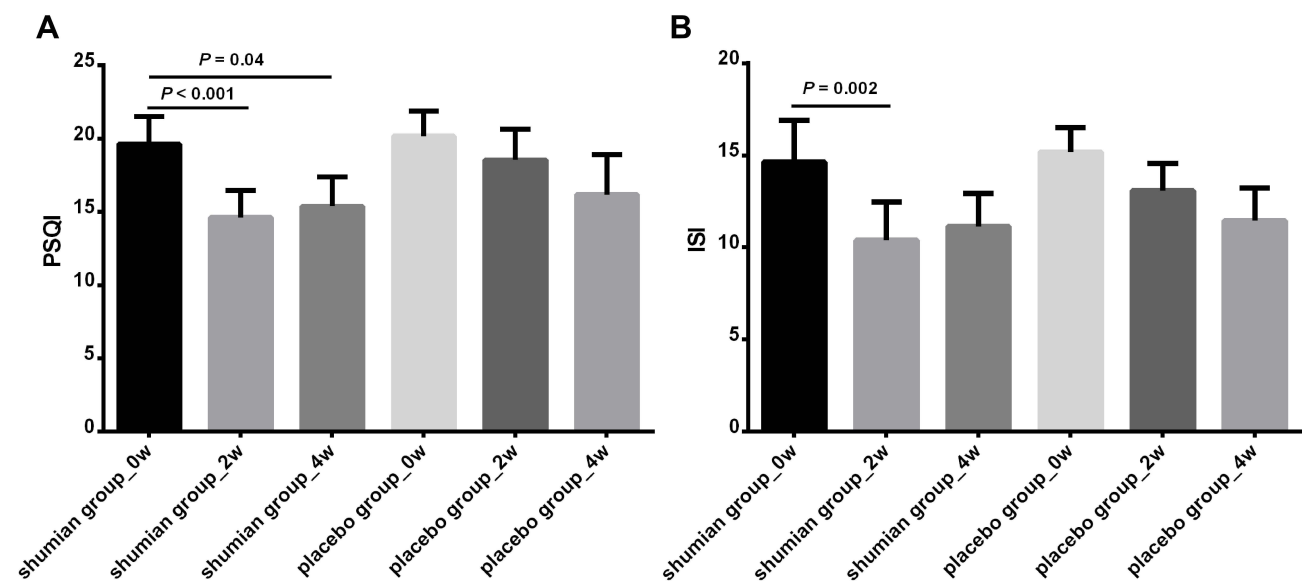 A
PSQI
25
20
15
10
5
0
P = 0.04
P < 0.001
shumian group_0w
shumian group_2w
shumian group_4w
placebo group_0w
placebo group_2w
placebo group_4w
B
ISI
20
15
10
5
0
P = 0.002
shumian group_0w
shumian group_2w
shumian group_4w
placebo group_0w
placebo group_2w
placebo group_4w